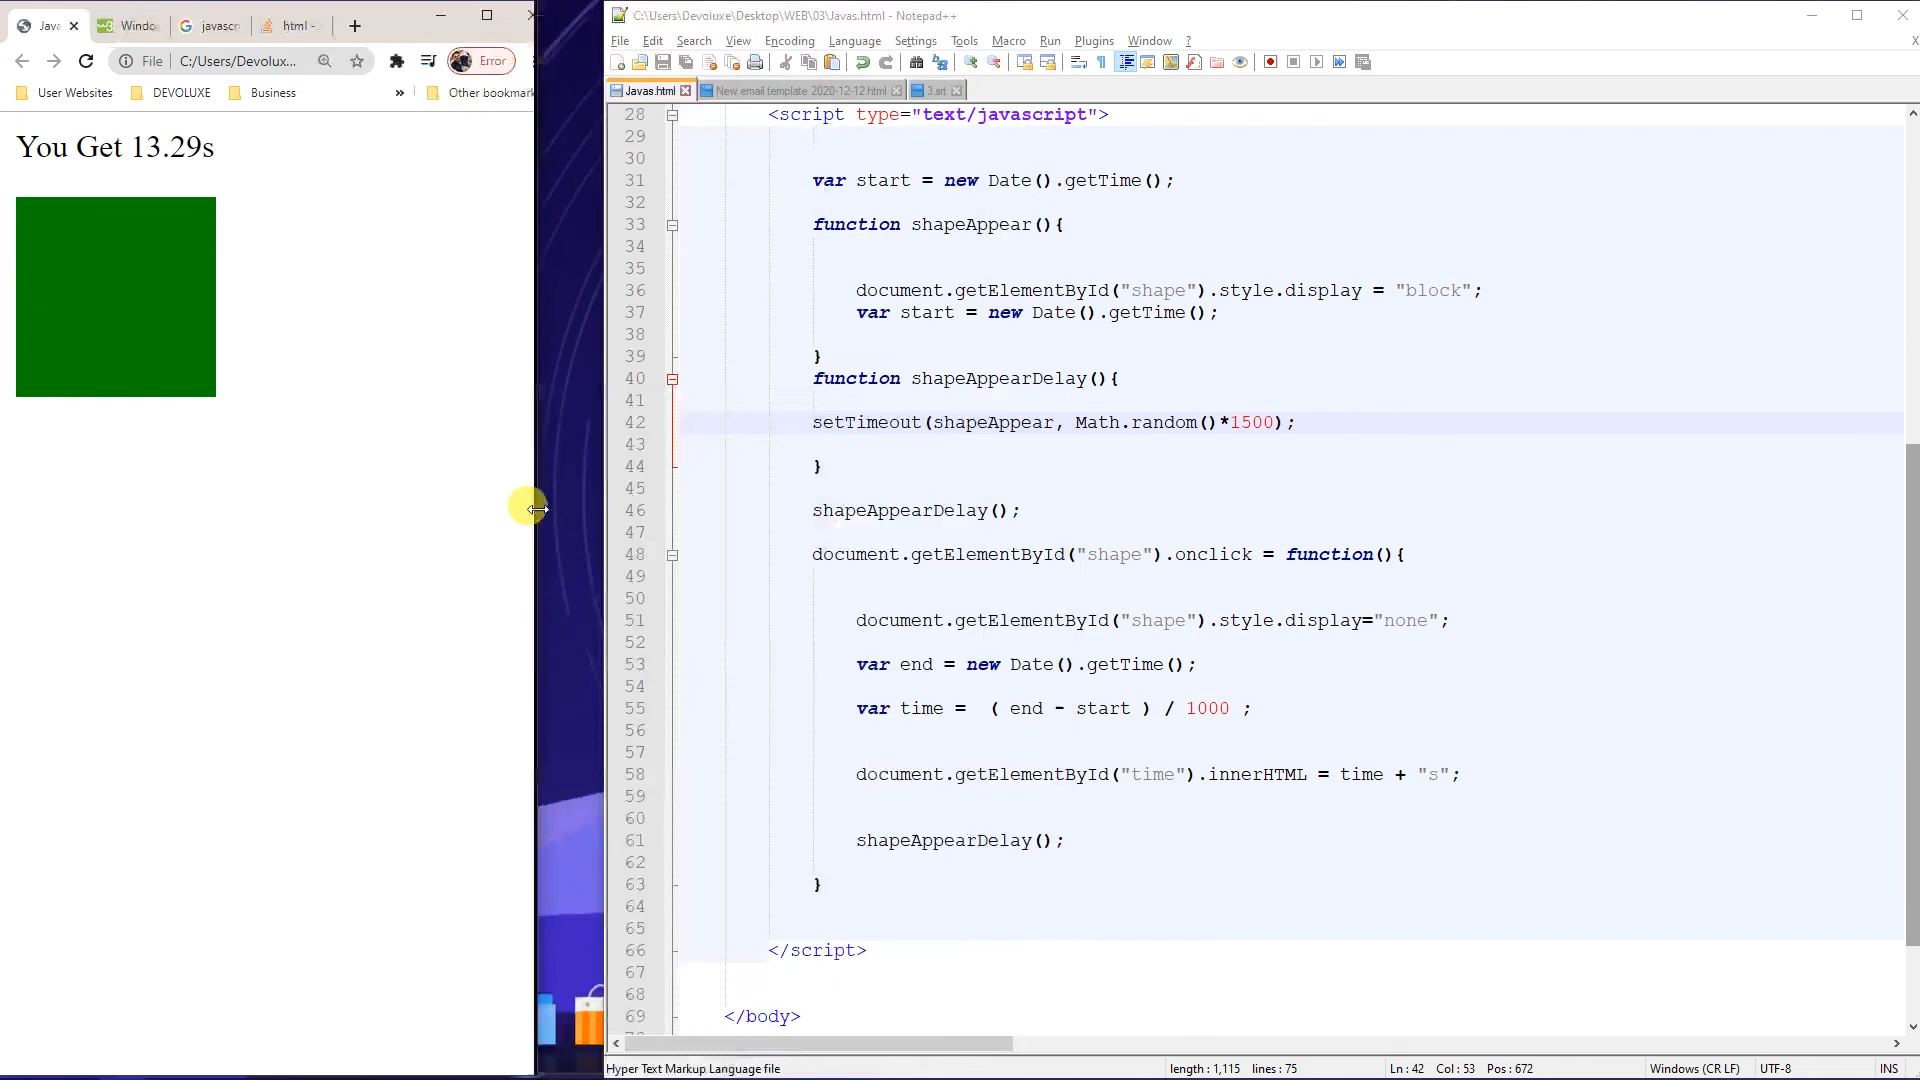 Java
Windo
javascr
html -
File
C:/Users/Devolux...
Error
User Websites
DEVOLUXE
Business
»
Other bookmark
You Get 13.29s
C:\Users\Devoluxe\Desktop\WEB\03\Javas.html - Notepad++
File Edit Search View Encoding Language Settings Tools Macro Run Plugins Window ?
Javas.html
New email template 2020-12-12.html
3.srt
28 <script type="text/javascript">
29
30
31 var start = new Date().getTime();
32
33 function shapeAppear(){
34
35
36 document.getElementById("shape").style.display = "block";
37 var start = new Date().getTime();
38
39 }
40 function shapeAppearDelay(){
41
42 setTimeout(shapeAppear, Math.random()*1500);
43
44 }
45
46 shapeAppearDelay();
47
48 document.getElementById("shape").onclick = function(){
49
50
51 document.getElementById("shape").style.display="none";
52
53 var end = new Date().getTime();
54
55 var time =  ( end - start ) / 1000 ;
56
57
58 document.getElementById("time").innerHTML = time + "s";
59
60
61 shapeAppearDelay();
62
63 }
64
65
66 </script>
67
68
69 </body>
Hyper Text Markup Language file
length : 1,115 lines : 75
Ln : 42 Col : 53 Pos : 672
Windows (CR LF)
UTF-8
INS